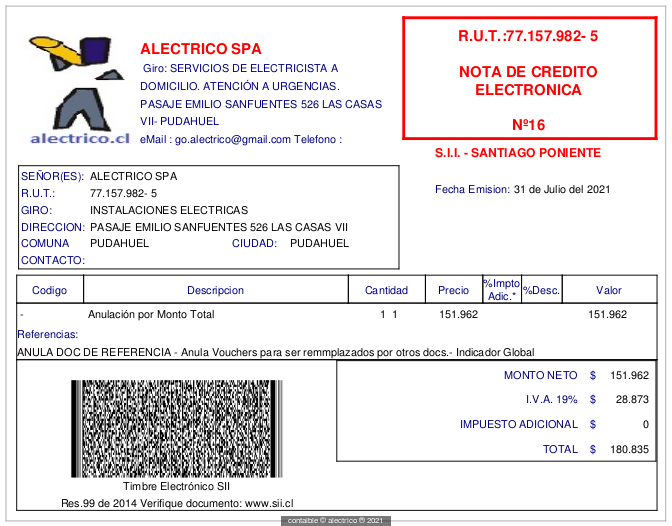 alectrico.cl
ALECTRICO SPA
Giro: SERVICIOS DE ELECTRICISTA A
DOMICILIO. ATENCIÓN A URGENCIAS.
PASAJE EMILIO SANFUENTES 526 LAS CASAS
VII- PUDAHUEL
eMail : go.alectrico@gmail.com Telefono :
R.U.T.:77.157.982- 5
NOTA DE CREDITO
ELECTRONICA
Nº16
S.I.I. - SANTIAGO PONIENTE
Fecha Emision: 31 de Julio del 2021
SEÑOR(ES): ALECTRICO SPA
R.U.T.: 77.157.982- 5
GIRO: INSTALACIONES ELECTRICAS
DIRECCION: PASAJE EMILIO SANFUENTES 526 LAS CASAS VII
COMUNA PUDAHUEL CIUDAD: PUDAHUEL
CONTACTO:
Codigo Descripcion Cantidad Precio %Impto Adic.* %Desc. Valor
- Anulación por Monto Total 1 1 151.962 151.962
Referencias:
ANULA DOC DE REFERENCIA - Anula Vouchers para ser remmplazados por otros docs.- Indicador Global
MONTO NETO $ 151.962
I.V.A. 19% $ 28.873
IMPUESTO ADICIONAL $ 0
TOTAL $ 180.835
Timbre Electrónico SII
Res.99 de 2014 Verifique documento: www.sii.cl
contaible © alectrico ® 2021